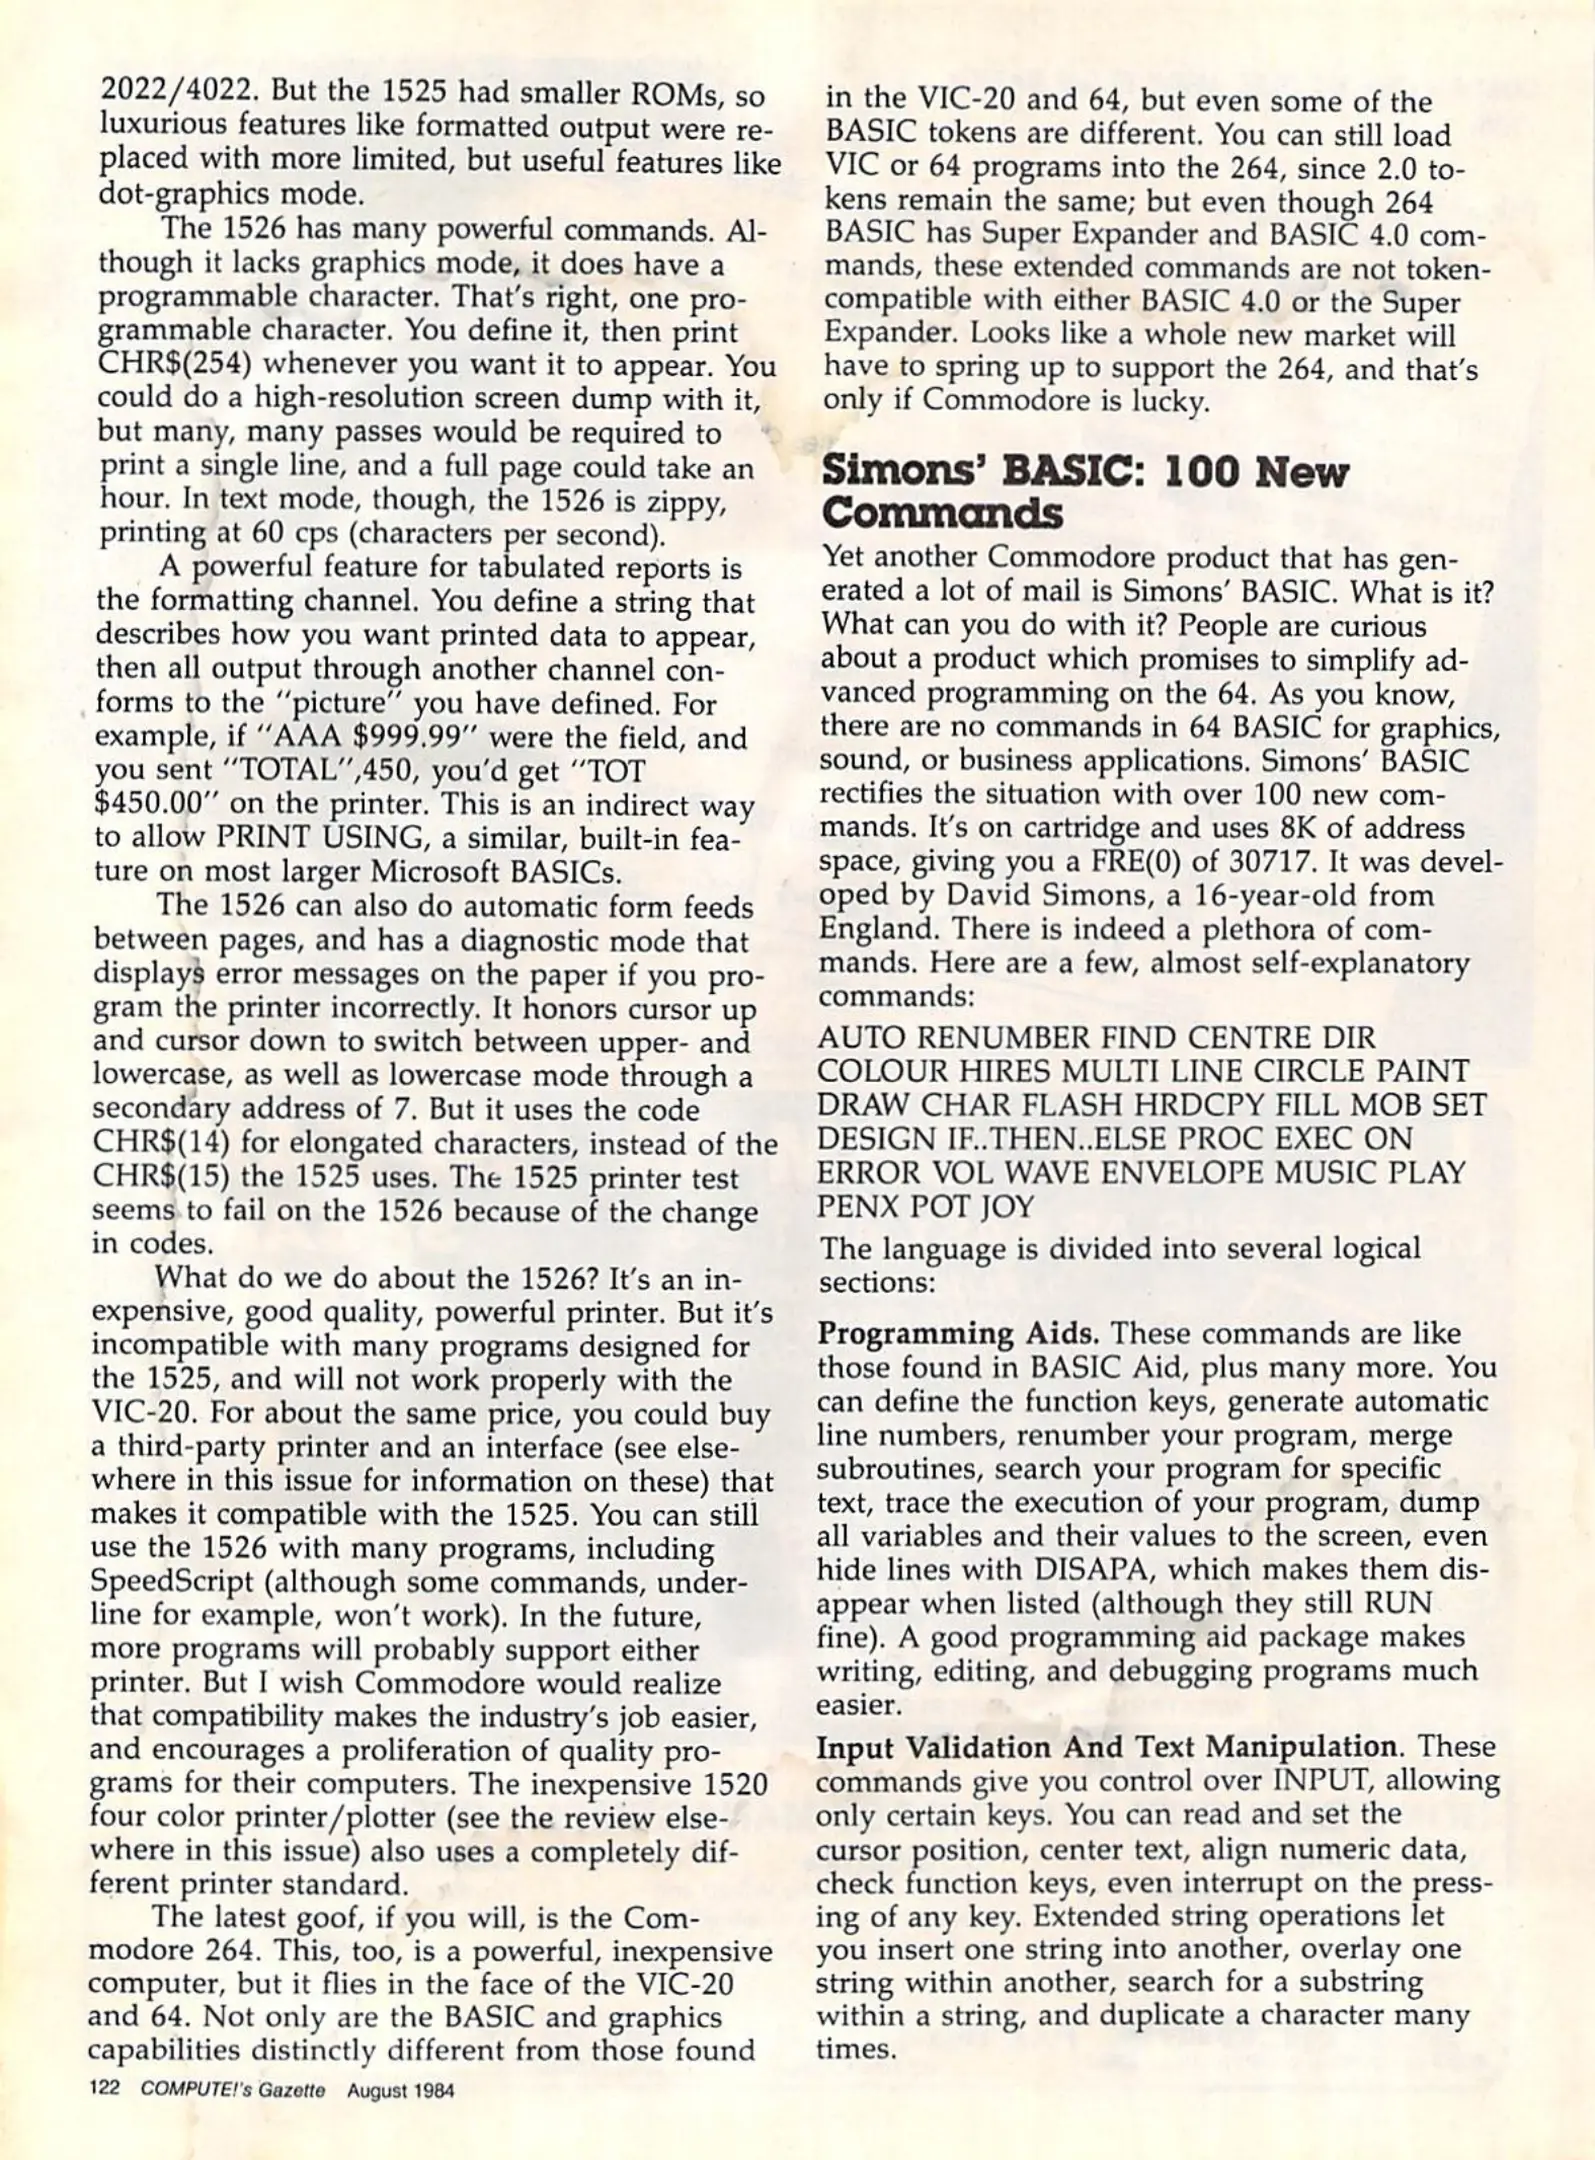 2022/4022. But the 1525 had smaller ROMs, so
luxurious features like formatted output were re-
placed with more limited, but useful features like
dot-graphics mode.
The 1526 has many powerful commands. Al-
though it lacks graphics mode, it does have a
programmable character. That's right, one pro-
grammable character. You define it, then print
CHR$(254) whenever you want it to appear. You
could do a high-resolution screen dump with it,
but many, many passes would be required to
print a single line, and a full page could take an
hour. In text mode, though, the 1526 is zippy,
printing at 60 cps (characters per second).
A powerful feature for tabulated reports is
the formatting channel. You define a string that
describes how you want printed data to appear,
then all output through another channel con-
forms to the "picture" you have defined. For
example, if "AAA $999.99" were the field, and
you sent "TOTAL",450, you'd get "TOT
$450.00" on the printer. This is an indirect way
to allow PRINT USING, a similar, built-in fea-
ture on most larger Microsoft BASICs.
The 1526 can also do automatic form feeds
between pages, and has a diagnostic mode that
displays error messages on the paper if you pro-
gram the printer incorrectly. It honors cursor up
and cursor down to switch between upper- and
lowercase, as well as lowercase mode through a
secondary address of 7. But it uses the code
CHR$(14) for elongated characters, instead of the
CHR$(15) the 1525 uses. The 1525 printer test
seems to fail on the 1526 because of the change
in codes.
What do we do about the 1526? It's an in-
expensive, good quality, powerful printer. But it's
incompatible with many programs designed for
the 1525, and will not work properly with the
VIC-20. For about the same price, you could buy
a third-party printer and an interface (see else-
where in this issue for information on these) that
makes it compatible with the 1525. You can still
use the 1526 with many programs, including
SpeedScript (although some commands, under-
line for example, won't work). In the future,
more programs will probably support either
printer. But I wish Commodore would realize
that compatibility makes the industry's job easier,
and encourages a proliferation of quality pro-
grams for their computers. The inexpensive 1520
four color printer/plotter (see the review else-
where in this issue) also uses a completely dif-
ferent printer standard.
The latest goof, if you will, is the Com-
modore 264. This, too, is a powerful, inexpensive
computer, but it flies in the face of the VIC-20
and 64. Not only are the BASIC and graphics
capabilities distinctly different from those found
in the VIC-20 and 64, but even some of the
BASIC tokens are different. You can still load
VIC or 64 programs into the 264, since 2.0 to-
kens remain the same; but even though 264
BASIC has Super Expander and BASIC 4.0 com-
mands, these extended commands are not token-
compatible with either BASIC 4.0 or the Super
Expander. Looks like a whole new market will
have to spring up to support the 264, and that's
only if Commodore is lucky.
Simons' BASIC: 100 New
Commands
Yet another Commodore product that has gen-
erated a lot of mail is Simons' BASIC. What is it?
What can you do with it? People are curious
about a product which promises to simplify ad-
vanced programming on the 64. As you know,
there are no commands in 64 BASIC for graphics,
sound, or business applications. Simons' BASIC
rectifies the situation with over 100 new com-
mands. It's on cartridge and uses 8K of address
space, giving you a FRE(0) of 30717. It was devel-
oped by David Simons, a 16-year-old from
England. There is indeed a plethora of com-
mands. Here are a few, almost self-explanatory
commands:
AUTO RENUMBER FIND CENTRE DIR
COLOUR HIRES MULTI LINE CIRCLE PAINT
DRAW CHAR FLASH HRDCPY FILL MOB SET
DESIGN IF..THEN..ELSE PROC EXEC ON
ERROR VOL WAVE ENVELOPE MUSIC PLAY
PENX POT JOY
The language is divided into several logical
sections:
Programming Aids. These commands are like
those found in BASIC Aid, plus many more. You
can define the function keys, generate automatic
line numbers, renumber your program, merge
subroutines, search your program for specific
text, trace the execution of your program, dump
all variables and their values to the screen, even
hide lines with DISAPA, which makes them dis-
appear when listed (although they still RUN
fine). A good programming aid package makes
writing, editing, and debugging programs much
easier.
Input Validation And Text Manipulation. These
commands give you control over INPUT, allowing
only certain keys. You can read and set the
cursor position, center text, align numeric data,
check function keys, even interrupt on the press-
ing of any key. Extended string operations let
you insert one string into another, overlay one
string within another, search for a substring
within a string, and duplicate a character many
times.
122 COMPUTE!'s Gazette August 1984